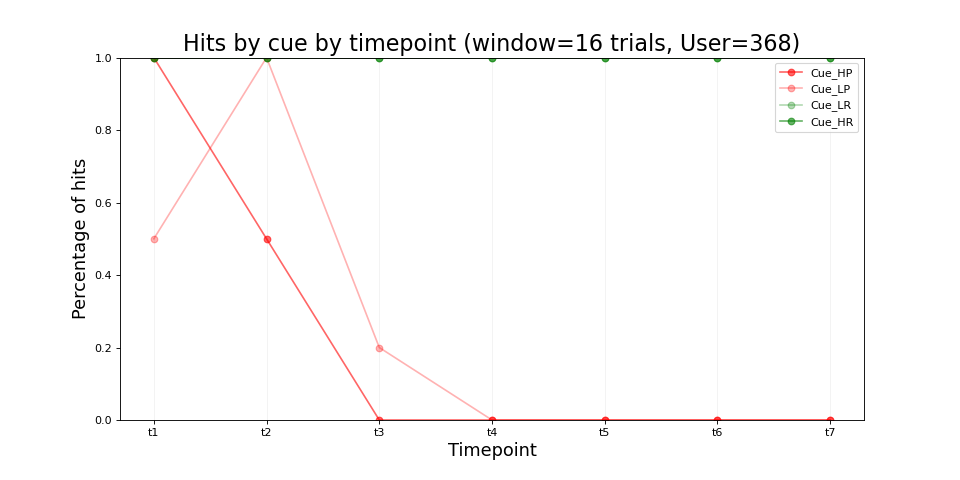 Hits by cue by timepoint (window=16 trials, User=368)
Percentage of hits
1.0
0.8
0.6
0.4
0.2
0.0
Cue_HP
Cue_LP
Cue_LR
Cue_HR
t1 t2 t3 t4 t5 t6 t7
Timepoint